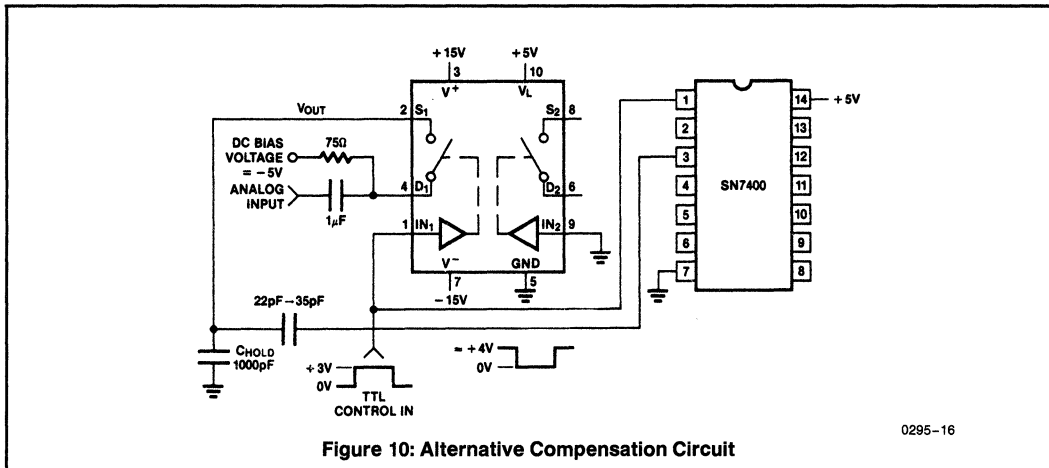 +15V
+5V
3
10
V+
VL
VOUT
2
S1
S2
8
DC BIAS
VOLTAGE
= −5V
75Ω
ANALOG
INPUT
1μF
4
D1
D2
6
1
IN1
IN2
9
V−
GND
7
5
−15V
22pF→35pF
CHOLD
1000pF
+3V
0V
TTL
CONTROL IN
≈ +4V
0V
1
2
3
4
5
6
7
SN7400
14
13
12
11
10
9
8
+5V
0295–16
Figure 10: Alternative Compensation Circuit